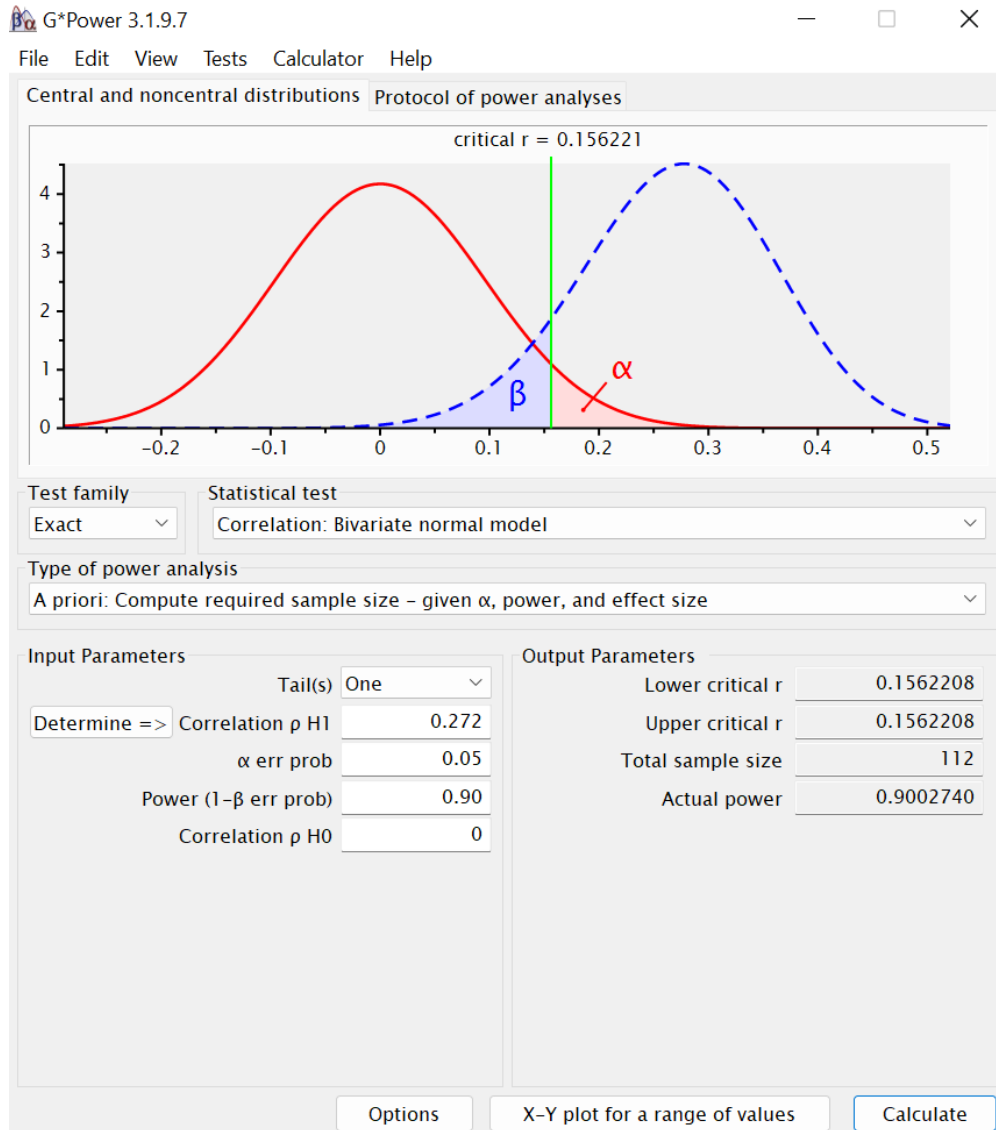 βα G*Power 3.1.9.7
File Edit View Tests Calculator Help
Central and noncentral distributions Protocol of power analyses
critical r = 0.156221
4
3
2
1
0
β
α
-0.2 -0.1 0 0.1 0.2 0.3 0.4 0.5
Test family Statistical test
Exact Correlation: Bivariate normal model
Type of power analysis
A priori: Compute required sample size – given α, power, and effect size
Input Parameters
Tail(s) One
Determine => Correlation ρ H1 0.272
α err prob 0.05
Power (1-β err prob) 0.90
Correlation ρ H0 0
Output Parameters
Lower critical r 0.1562208
Upper critical r 0.1562208
Total sample size 112
Actual power 0.9002740
Options X-Y plot for a range of values Calculate